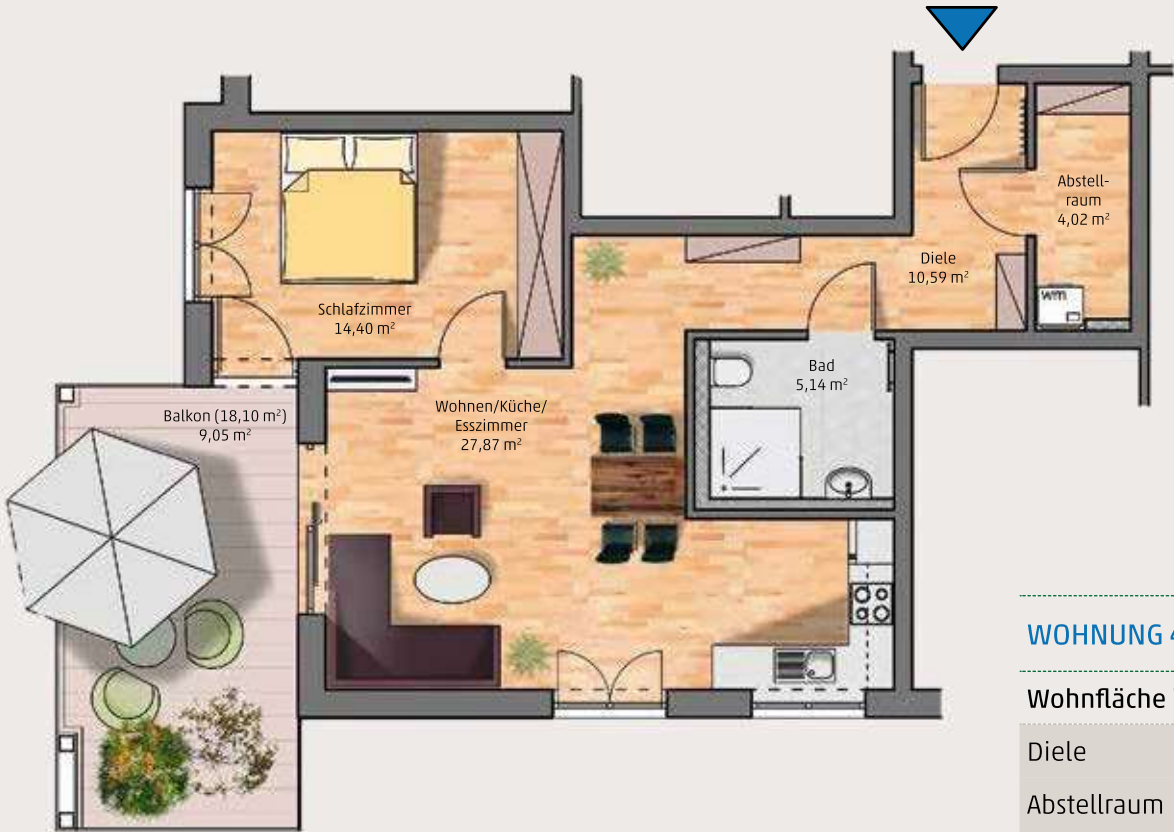 Abstell-
raum
4,02 m²
Diele
10,59 m²
wm
Schlafzimmer
14,40 m²
Bad
5,14 m²
Balkon (18,10 m²)
9,05 m²
Wohnen/Küche/
Esszimmer
27,87 m²
WOHNUNG 4
Wohnfläche
Diele
Abstellraum